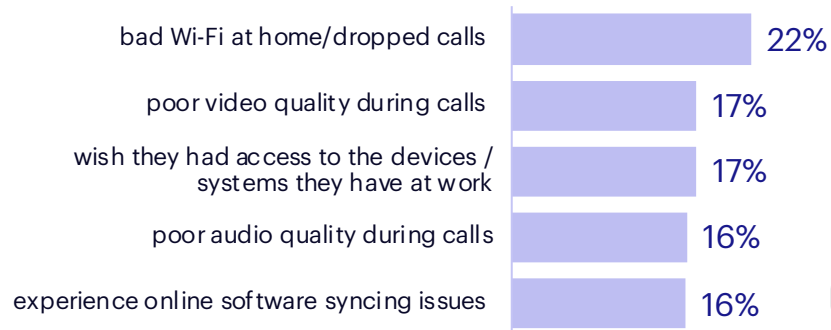 bad Wi-Fi at home/dropped calls 22%
poor video quality during calls 17%
wish they had access to the devices /
systems they have at work 17%
poor audio quality during calls 16%
experience online software syncing issues 16%